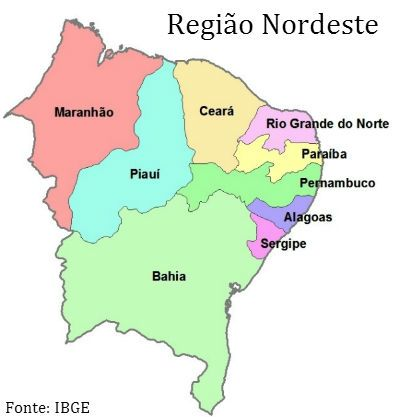 Região Nordeste
Maranhão
Ceará
Rio Grande do Norte
Paraíba
Piauí
Pernambuco
Alagoas
Sergipe
Bahia
Fonte: IBGE